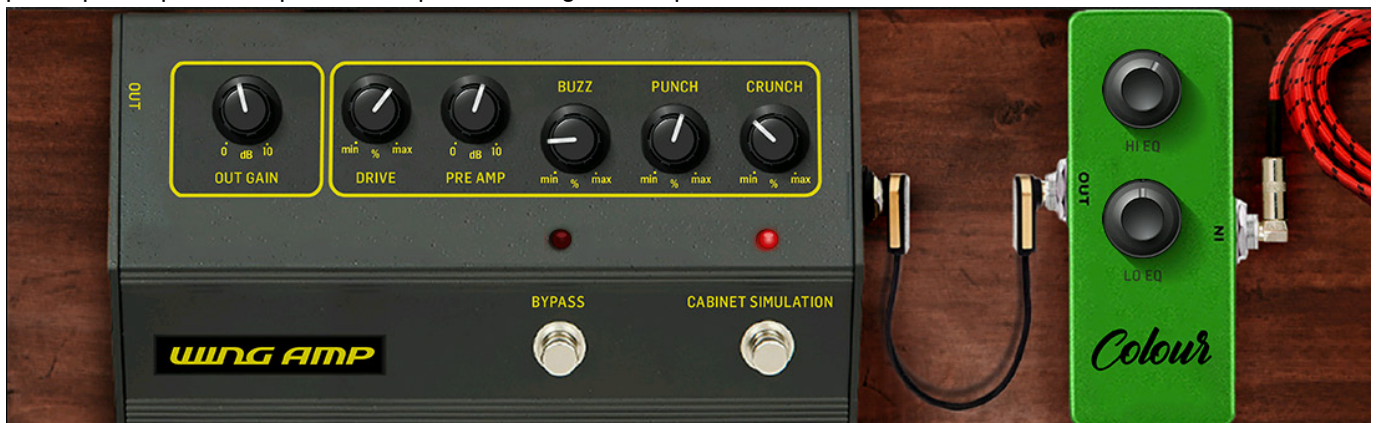 OUT
0 dB 10
OUT GAIN
min % max
DRIVE
0 dB 10
PRE AMP
BUZZ
min % max
PUNCH
min % max
CRUNCH
min % max
BYPASS
CABINET SIMULATION
WING AMP
OUT
IN
HI EQ
LO EQ
Colour